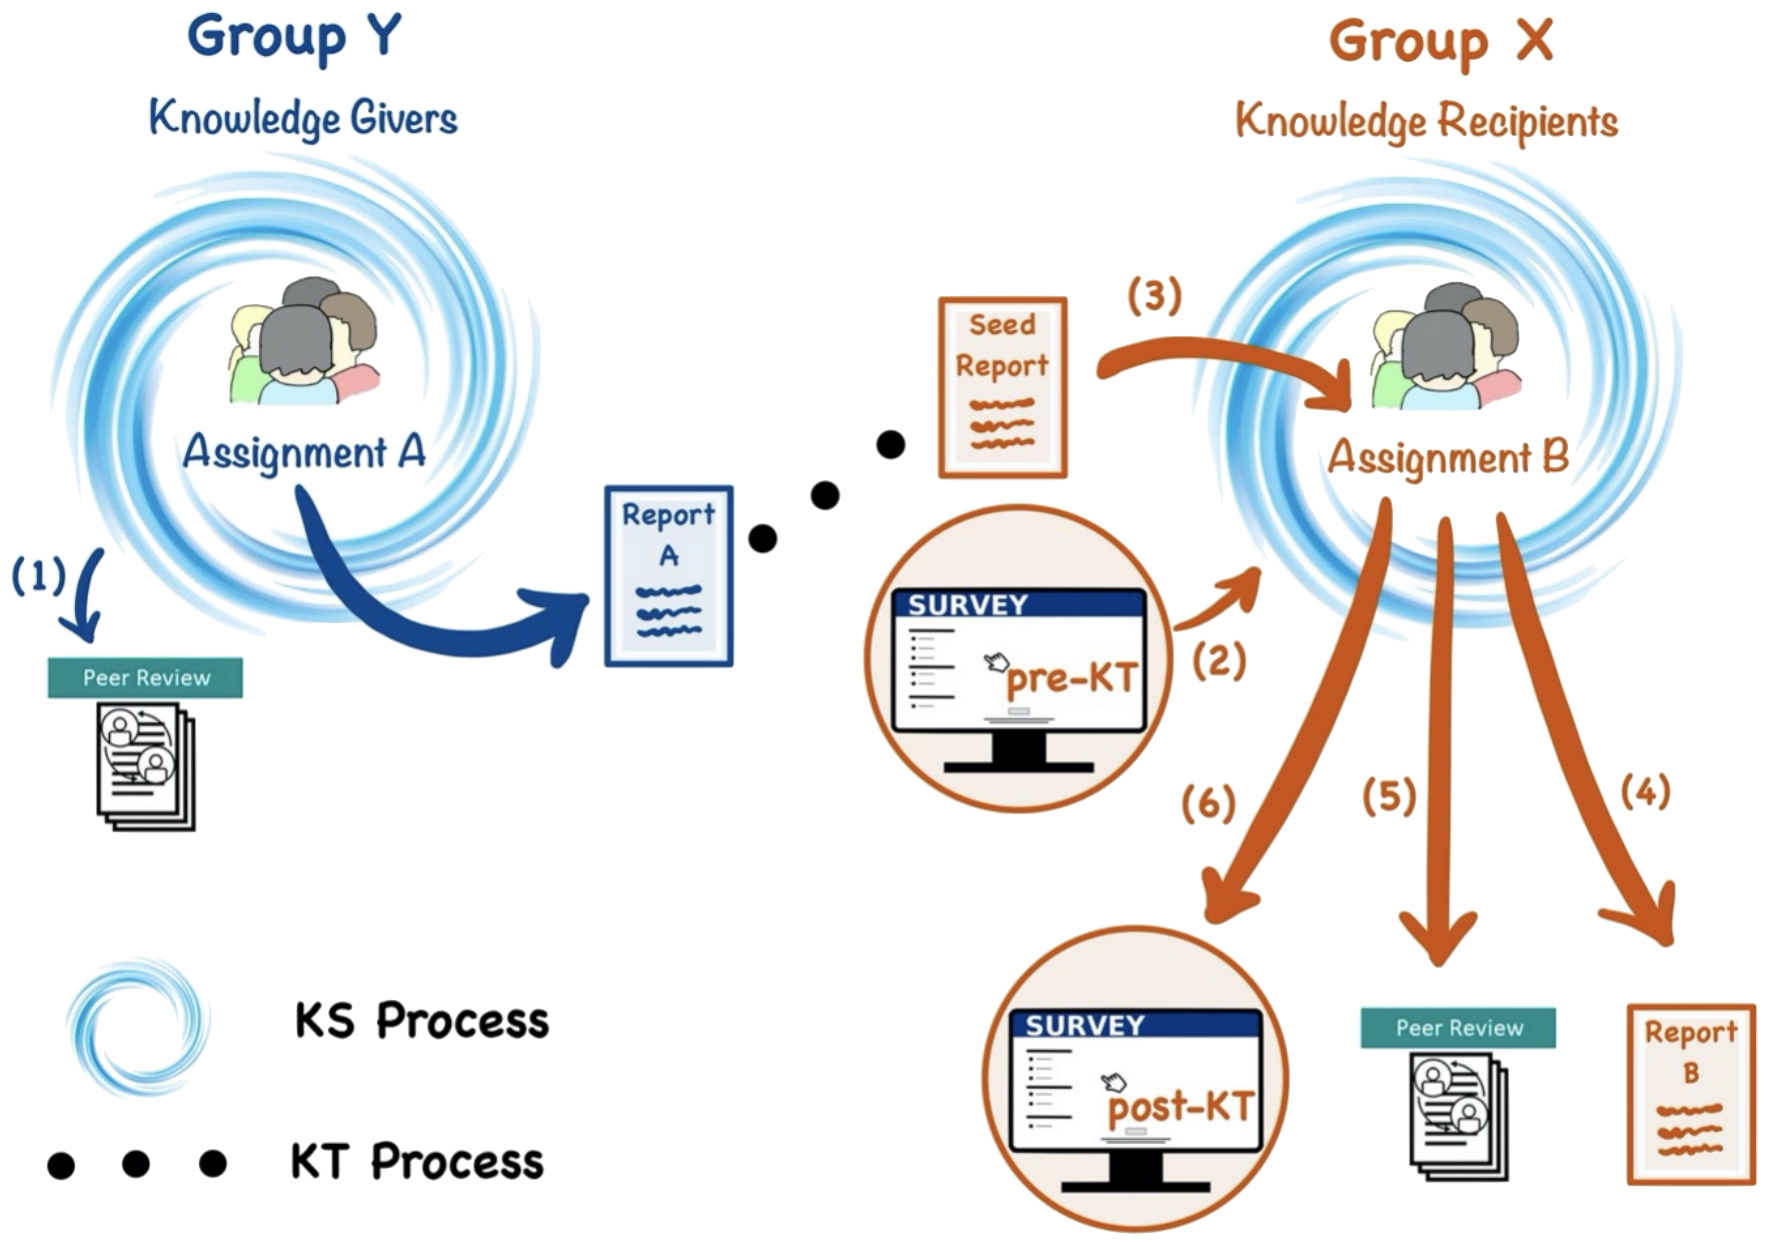 Group Y
Knowledge Givers
Assignment A
(1)
Peer Review
Report
A
Group X
Knowledge Recipients
Seed
Report
(3)
Assignment B
SURVEY
pre-KT
(2)
(6)
(5)
(4)
SURVEY
post-KT
Peer Review
Report
B
KS Process
KT Process